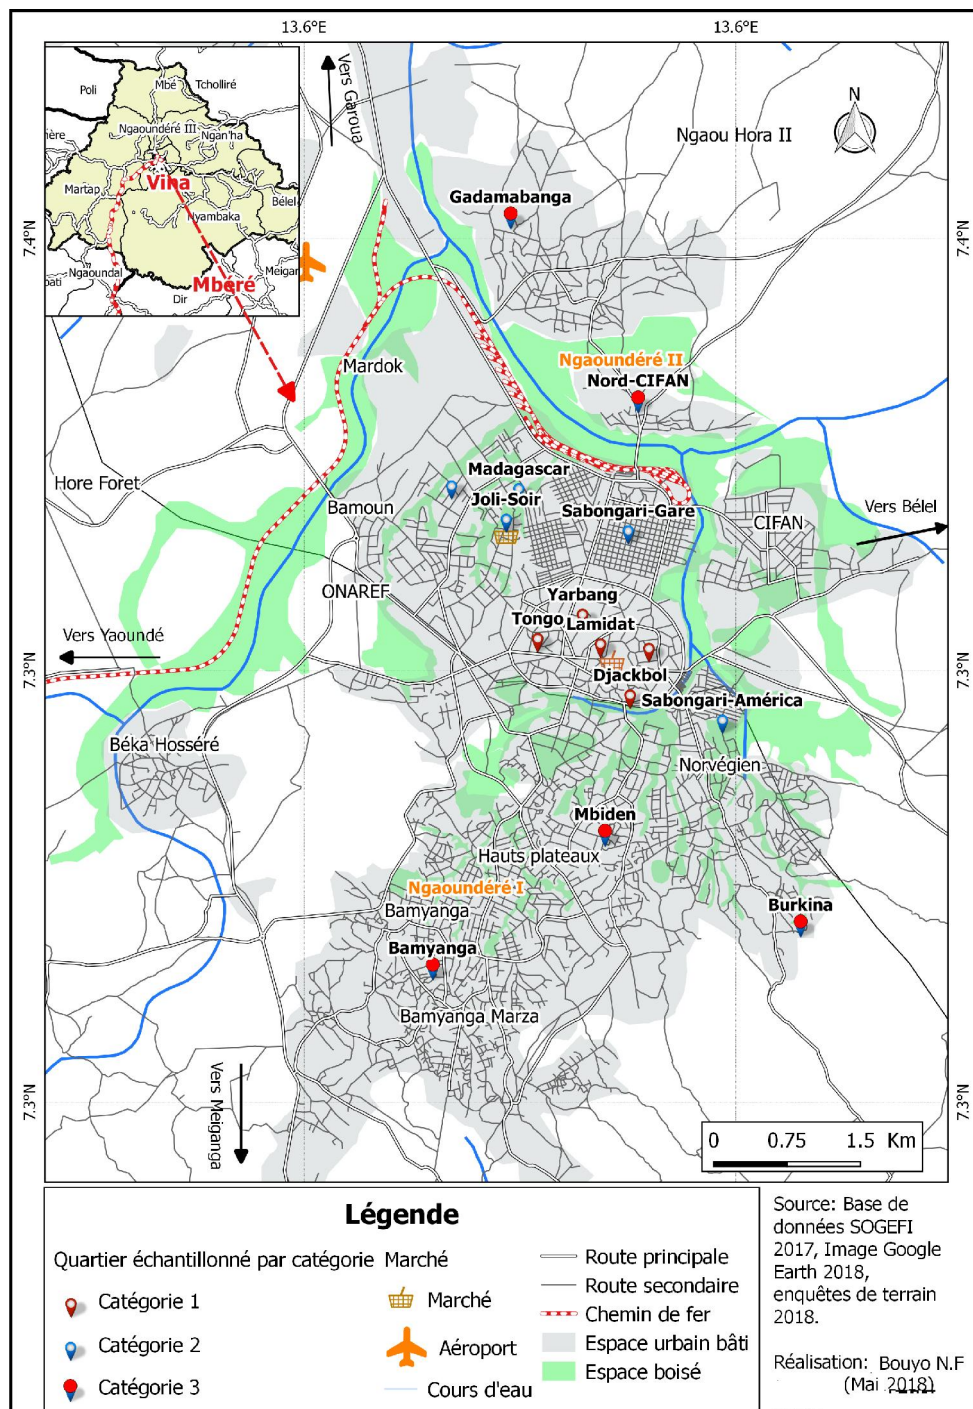 13.6°E
13.6°E
Poli
Mbé
Tcholliré
Ngaoundéré III
Ngan'ha
ière
Martap
Vina
Nyambaka
Bélel
Ngaoundal
Mbéré
Meigan
bati
Dir
Vers Garoua
Ngaou Hora II
N
Gadamabanga
7.4°N
7.4°N
Mardok
Ngaoundéré II
Nord-CIFAN
Hore Foret
Madagascar
Joli-Soir
Bamoun
Sabongari-Gare
CIFAN
Vers Bélel
ONAREF
Yarbang
Tongo
Lamidat
Vers Yaoundé
7.3°N
7.3°N
Djackbol
Sabongari-América
Béka Hosséré
Norvégien
Mbiden
Hauts plateaux
Ngaoundéré I
Bamyanga
Burkina
Bamyanga
Bamyanga Marza
Vers Meiganga
7.3°N
7.3°N
0 0.75 1.5 Km
Légende
Quartier échantillonné par catégorie
Catégorie 1
Catégorie 2
Catégorie 3
Marché
Marché
Aéroport
Cours d'eau
Route principale
Route secondaire
Chemin de fer
Espace urbain bâti
Espace boisé
Source: Base de
données SOGEFI
2017, Image Google
Earth 2018,
enquêtes de terrain
2018.
Réalisation: Bouyo N.F
(Mai 2018)